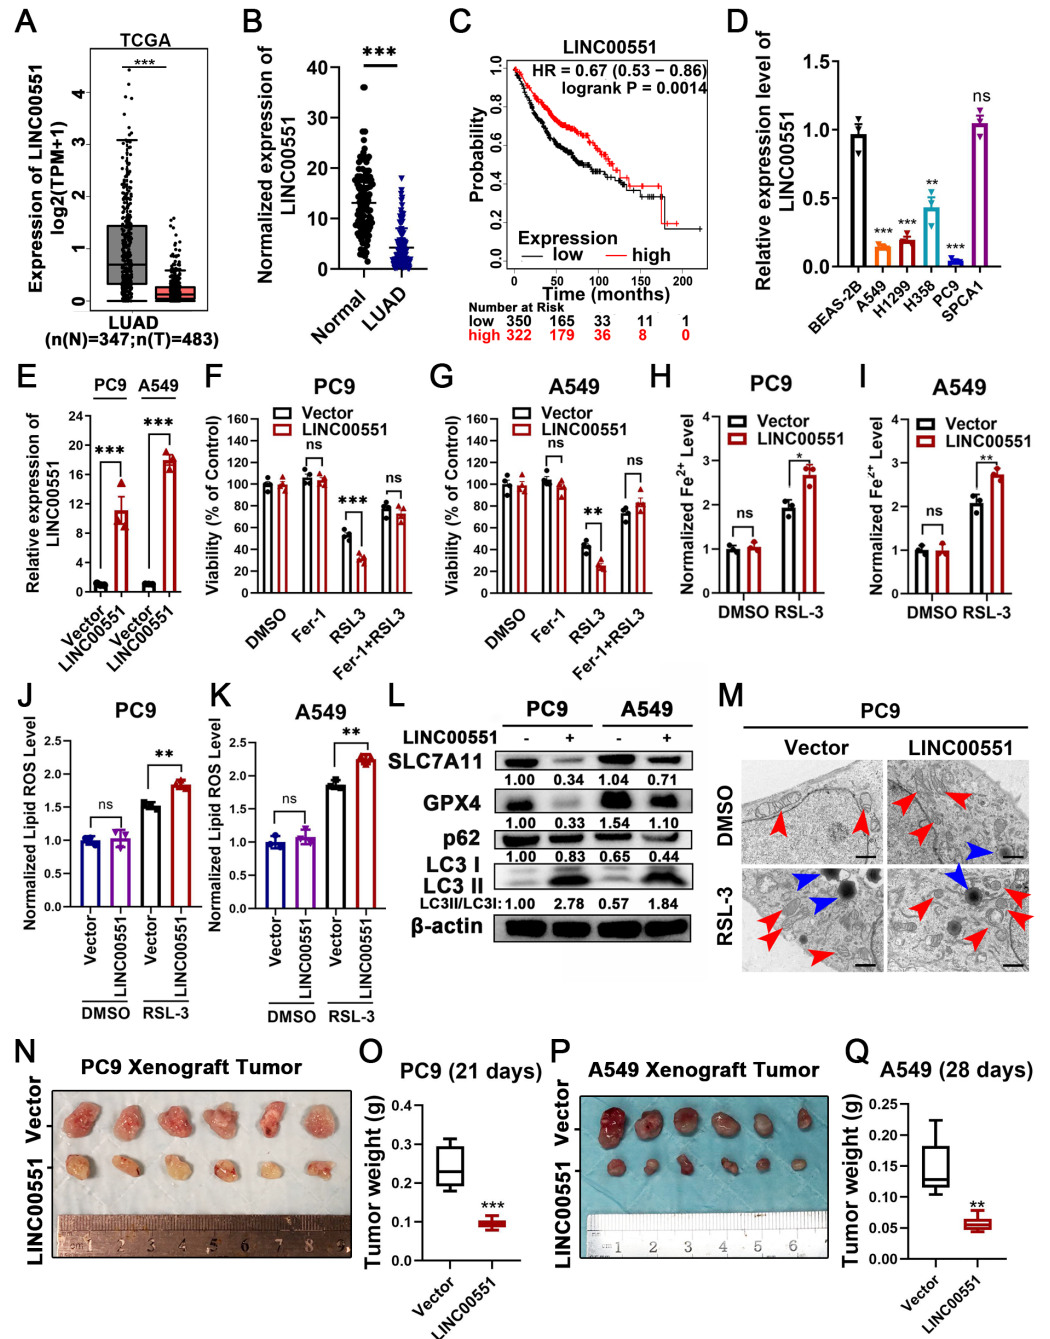 A
TCGA
Expression of LINC00551
log2(TPM+1)
***
4
3
2
1
0
LUAD
(n(N)=347;n(T)=483)
B
Normalized expression of
LINC00551
***
40
30
20
10
0
Normal
LUAD
C
LINC00551
HR = 0.67 (0.53 − 0.86)
logrank P = 0.0014
Probability
1.0
0.8
0.6
0.4
0.2
0.0
Expression
low
high
0
50
100
150
200
Time (months)
Number at Risk
low 350 165 33 11 1
high 322 179 36 8 0
D
Relative expression level of
LINC00551
1.5
1.0
0.5
0.0
***
***
**
***
ns
BEAS-2B
A549
H1299
H358
PC9
SPCA1
E
PC9
A549
Relative expression of
LINC00551
24
20
16
12
8
4
0
***
***
Vector
LINC00551
Vector
LINC00551
F
PC9
Vector
LINC00551
Viability (% of Control)
160
140
120
100
80
60
40
20
0
ns
***
ns
DMSO
Fer-1
RSL3
Fer-1+RSL3
G
A549
Vector
LINC00551
Viability (% of Control)
160
140
120
100
80
60
40
20
0
ns
**
ns
DMSO
Fer-1
RSL3
Fer-1+RSL3
H
PC9
Vector
LINC00551
Normalized Fe2+ Level
4
3
2
1
0
ns
*
DMSO RSL-3
I
A549
Vector
LINC00551
Normalized Fe2+ Level
4
3
2
1
0
ns
**
DMSO RSL-3
J
PC9
Normalized Lipid ROS Level
2.5
2.0
1.5
1.0
0.5
0.0
ns
**
Vector
LINC00551
Vector
LINC00551
DMSO
RSL-3
K
A549
Normalized Lipid ROS Level
2.5
2.0
1.5
1.0
0.5
0.0
ns
**
Vector
LINC00551
Vector
LINC00551
DMSO
RSL-3
L
PC9 A549
LINC00551 - + - +
SLC7A11
1.00 0.34 1.04 0.71
GPX4
1.00 0.33 1.54 1.10
p62
1.00 0.83 0.65 0.44
LC3 I
LC3 II
LC3II/LC3I: 1.00 2.78 0.57 1.84
β-actin
M
PC9
Vector LINC00551
DMSO
RSL-3
N
PC9 Xenograft Tumor
Vector
LINC00551
cm 1 2 3 4 5 6 7 8 9
O
PC9 (21 days)
Tumor weight (g)
0.4
0.3
0.2
0.1
0.0
***
Vector
LINC00551
P
A549 Xenograft Tumor
Vector
LINC00551
1 2 3 4 5 6
Q
A549 (28 days)
Tumor weight (g)
0.25
0.20
0.15
0.10
0.05
0.00
**
Vector
LINC00551